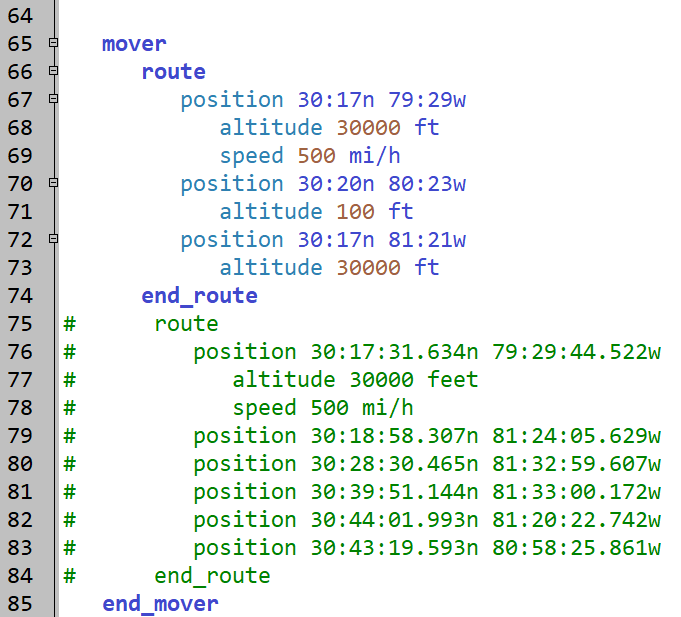 64
65 mover
66 route
67 position 30:17n 79:29w
68 altitude 30000 ft
69 speed 500 mi/h
70 position 30:20n 80:23w
71 altitude 100 ft
72 position 30:17n 81:21w
73 altitude 30000 ft
74 end_route
75 # route
76 # position 30:17:31.634n 79:29:44.522w
77 # altitude 30000 feet
78 # speed 500 mi/h
79 # position 30:18:58.307n 81:24:05.629w
80 # position 30:28:30.465n 81:32:59.607w
81 # position 30:39:51.144n 81:33:00.172w
82 # position 30:44:01.993n 81:20:22.742w
83 # position 30:43:19.593n 80:58:25.861w
84 # end_route
85 end_mover